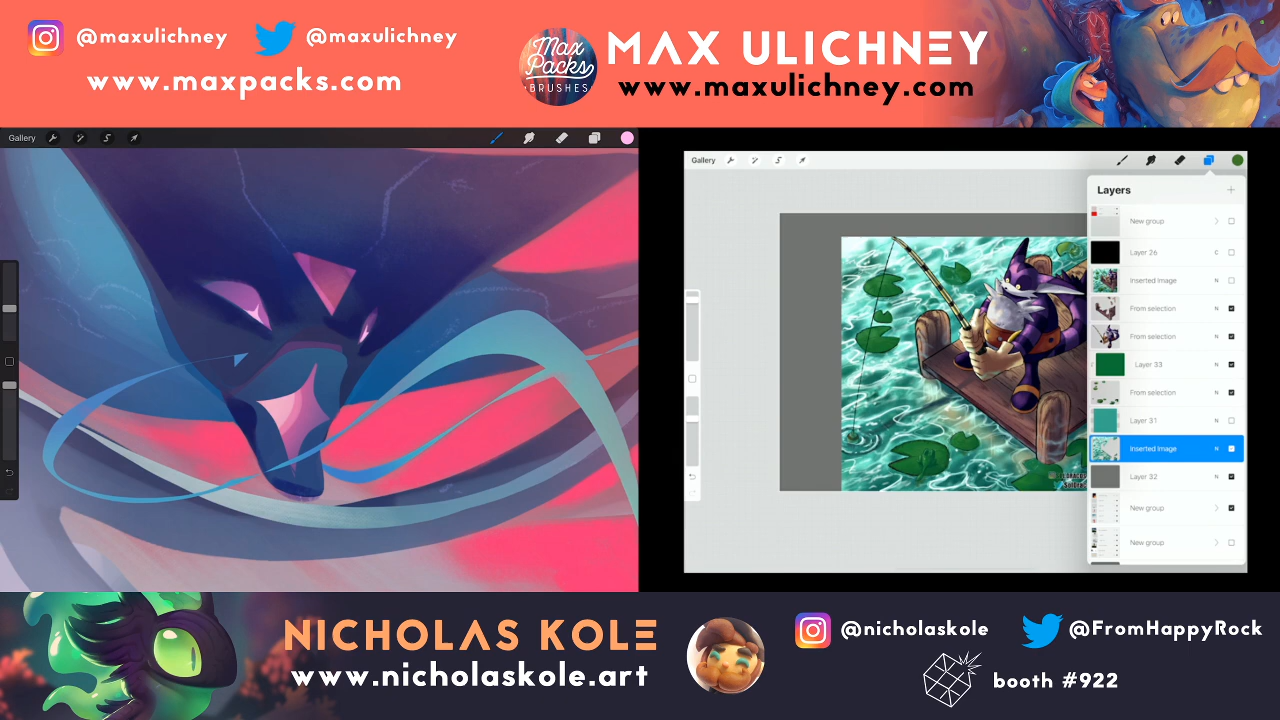 @maxulichney
@maxulichney
www.maxpacks.com
Max
Packs
BRUSHES
MAX ULICHNEY
www.maxulichney.com
Gallery
Gallery
Layers
New group
Layer 26
C
Inserted Image
N
From selection
N
From selection
N
Layer 33
N
From selection
N
Layer 31
N
Inserted Image
N
Layer 32
N
New group
New group
NICHOLAS KOLE
www.nicholaskole.art
@nicholaskole
@FromHappyRock
booth #922